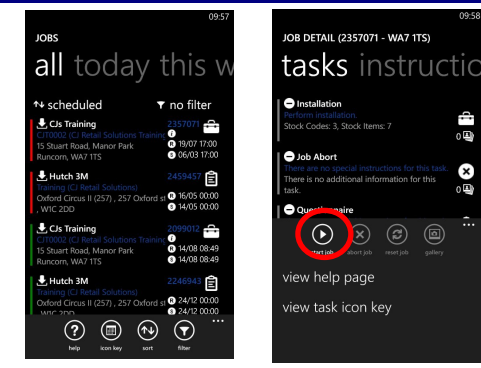 09:57
JOBS
all today this w
scheduled
no filter
CJs Training
2357071
CJT0002 (CJ Retail Solutions Training
15 Stuart Road, Manor Park
R 19/07 17:00
Runcorn, WA7 1TS
S 06/03 17:00
Hutch 3M
2459457
Training (CJ Retail Solutions)
Oxford Circus II (257) , 257 Oxford st
R 16/05 00:00
, W1C 2DD
S 14/05 00:00
CJs Training
2099012
CJT0002 (CJ Retail Solutions Training
15 Stuart Road, Manor Park
R 14/08 08:49
Runcorn, WA7 1TS
S 14/08 08:49
Hutch 3M
2246943
Training (CJ Retail Solutions)
Oxford Circus II (257) , 257 Oxford st
R 24/12 00:00
, W1C 2DD
S 24/12 00:00
help
icon key
sort
filter
...
09:58
JOB DETAIL (2357071 - WA7 1TS)
tasks instructic
Installation
Perform installation.
Stock Codes: 3, Stock Items: 7
0
Job Abort
There are no special instructions for this task.
There is no additional information for this
task.
0
Questionnaire
...
start job
abort job
reset job
gallery
view help page
view task icon key